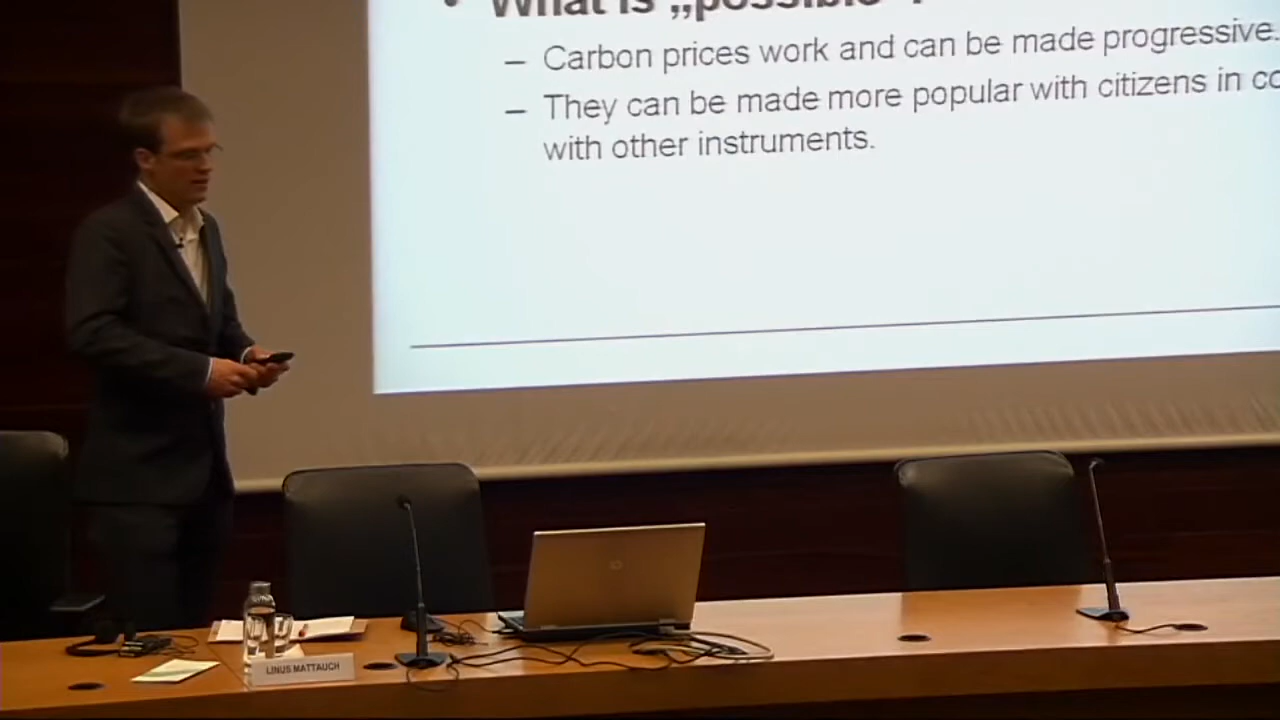 • What is „possible“?
– Carbon prices work and can be made progressive.
– They can be made more popular with citizens in
with other instruments.
LINUS MATTAUCH